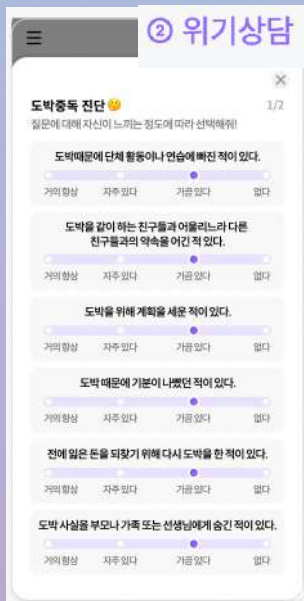 ② 위기상담
도박중독 진단
1/2
질문에 대해 자신이 느끼는 정도에 따라 선택해줘!
도박때문에 단체 활동이나 연습에 빠진 적이 있다.
거의 항상 자주 있다 가끔 있다 없다
도박을 같이 하는 친구들과 어울리느라 다른
친구들과의 약속을 어긴 적 있다.
거의 항상 자주 있다 가끔 있다 없다
도박을 위해 계획을 세운 적이 있다.
거의 항상 자주 있다 가끔 있다 없다
도박 때문에 기분이 나빴던 적이 있다.
거의 항상 자주 있다 가끔 있다 없다
전에 잃은 돈을 되찾기 위해 다시 도박을 한 적이 있다.
거의 항상 자주 있다 가끔 있다 없다
도박 사실을 부모나 가족 또는 선생님에게 숨긴 적이 있다.
거의 항상 자주 있다 가끔 있다 없다